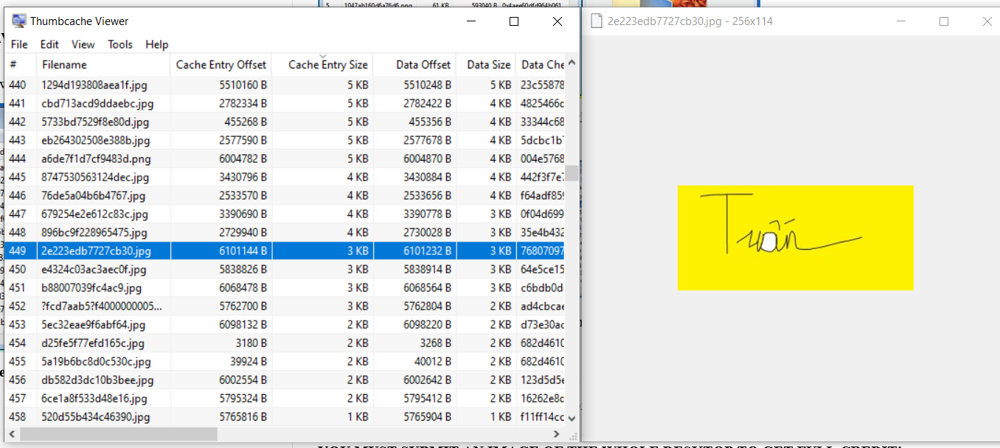 5 1047ab160d6a76d6.png 61 KB 593040 B 0x4aee60dfd964b061
Thumbcache Viewer
File Edit View Tools Help
# Filename Cache Entry Offset Cache Entry Size Data Offset Data Size Data Che
440 1294d193808aea1f.jpg 5510160 B 5 KB 5510248 B 5 KB 23c55878
441 cbd713acd9ddaebc.jpg 2782334 B 5 KB 2782422 B 4 KB 4825466c
442 5733bd7529f8e80d.jpg 455268 B 5 KB 455356 B 4 KB 33344c68
443 eb264302508e388b.jpg 2577590 B 5 KB 2577678 B 4 KB 5dcbc1b
444 a6de7f1d7cf9483d.png 6004782 B 5 KB 6004870 B 4 KB 004e5768
445 8747530563124dec.jpg 3430796 B 4 KB 3430884 B 4 KB 442f3f7e
446 76de5a04b6b4767.jpg 2533570 B 4 KB 2533656 B 4 KB f64adf859
447 679254e2e612c83c.jpg 3390690 B 4 KB 3390778 B 3 KB 0f04d699
448 896bc9f228965475.jpg 2729940 B 4 KB 2730028 B 3 KB 35e4b432
449 2e223edb7727cb30.jpg 6101144 B 3 KB 6101232 B 3 KB 76807097
450 e4324c03ac3aec0f.jpg 5838826 B 3 KB 5838914 B 3 KB 64e5ce15
451 b88007039fc4ac9.jpg 6068478 B 3 KB 6068564 B 3 KB c6bdb0d
452 ?fcd7aab5?f4000000005... 5762700 B 3 KB 5762804 B 2 KB ad4cbcae
453 5ec32eae9f6abf64.jpg 6098132 B 2 KB 6098220 B 2 KB d73e30ac
454 d25fe5f77efd165c.jpg 3180 B 2 KB 3268 B 2 KB 682d4610
455 5a19b6bc8d0c530c.jpg 39924 B 2 KB 40012 B 2 KB 682d4610
456 db582d3dc10b3bee.jpg 6002554 B 2 KB 6002642 B 2 KB 123d5d5e
457 6ce1a8f533d48e16.jpg 5795324 B 2 KB 5795412 B 2 KB 16262e8c
458 520d55b434c46390.jpg 5765816 B 1 KB 5765904 B 1 KB f11ff14cc
2e223edb7727cb30.jpg - 256x114
Tuấn
YOU MUST SUBMIT AN IMAGE OF THE WHOLE DESKTOP TO GET FULL CREDIT!